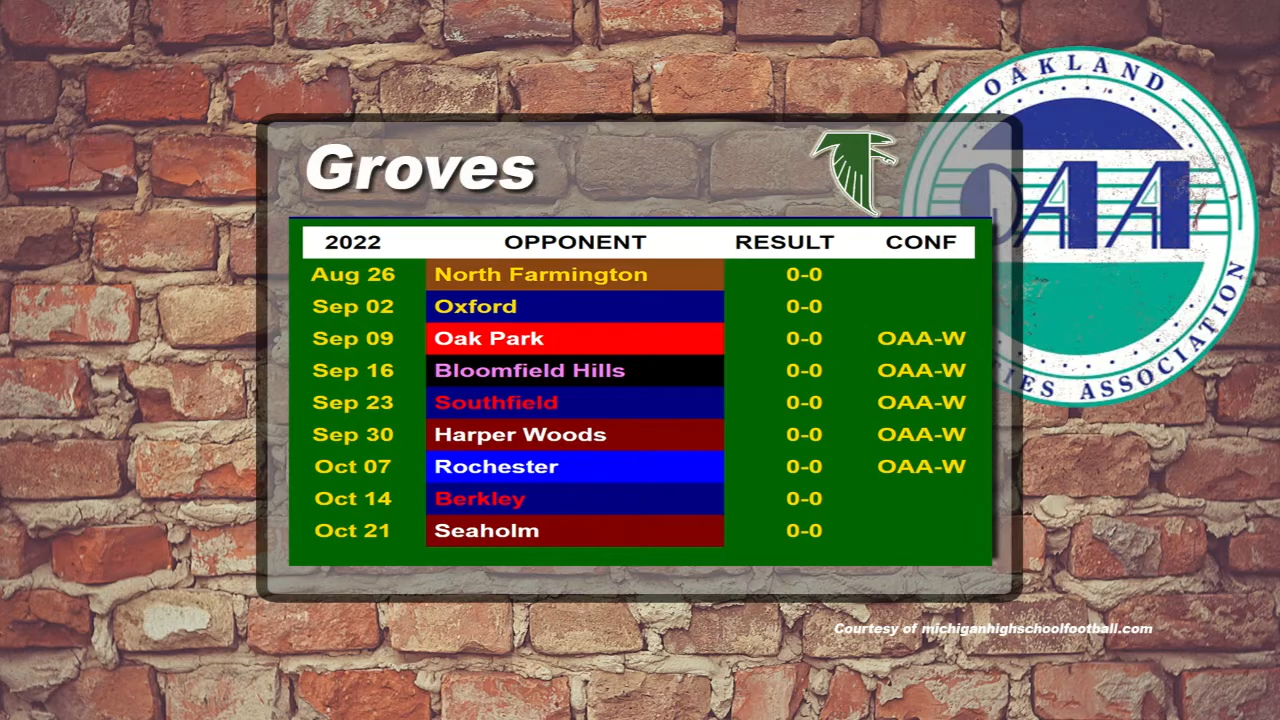 OAKLAND
OAA
IES ASSOCIATION
Groves
2022 OPPONENT RESULT CONF
Aug 26 North Farmington 0-0
Sep 02 Oxford 0-0
Sep 09 Oak Park 0-0 OAA-W
Sep 16 Bloomfield Hills 0-0 OAA-W
Sep 23 Southfield 0-0 OAA-W
Sep 30 Harper Woods 0-0 OAA-W
Oct 07 Rochester 0-0 OAA-W
Oct 14 Berkley 0-0
Oct 21 Seaholm 0-0
Courtesy of michiganhighschoolfootball.com